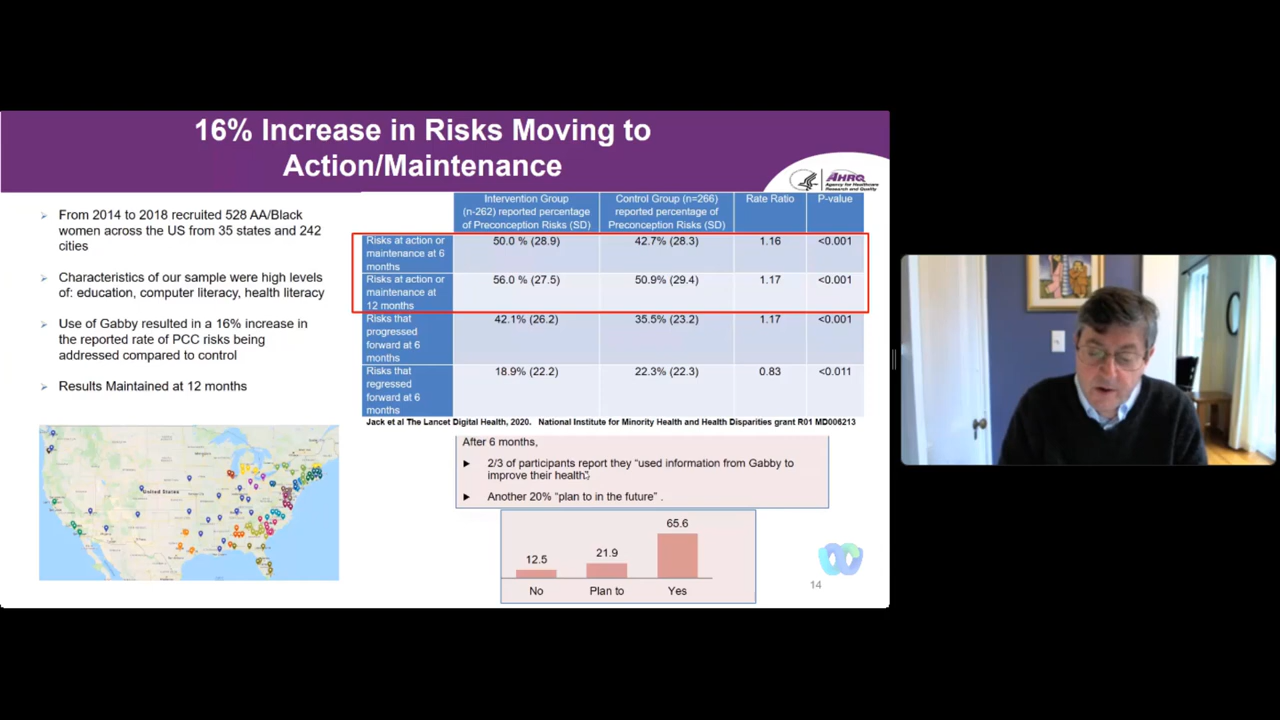 16% Increase in Risks Moving to
Action/Maintenance
AHRQ
Agency for Healthcare
Research and Quality
From 2014 to 2018 recruited 528 AA/Black
women across the US from 35 states and 242
cities
Characteristics of our sample were high levels
of: education, computer literacy, health literacy
Use of Gabby resulted in a 16% increase in
the reported rate of PCC risks being
addressed compared to control
Results Maintained at 12 months
Intervention Group
(n-262) reported percentage
of Preconception Risks (SD)
Control Group (n=266)
reported percentage of
Preconception Risks (SD)
Rate Ratio
P-value
Risks at action or
maintenance at 6
months
50.0 % (28.9)
42.7% (28.3)
1.16
<0.001
Risks at action or
maintenance at
12 months
56.0 % (27.5)
50.9% (29.4)
1.17
<0.001
Risks that
progressed
forward at 6
months
42.1% (26.2)
35.5% (23.2)
1.17
<0.001
Risks that
regressed
forward at 6
months
18.9% (22.2)
22.3% (22.3)
0.83
<0.011
Jack et al The Lancet Digital Health, 2020. National Institute for Minority Health and Health Disparities grant R01 MD006213
After 6 months,
2/3 of participants report they “used information from Gabby to
improve their health”
Another 20% “plan to in the future” .
12.5
21.9
65.6
No
Plan to
Yes
United States
14